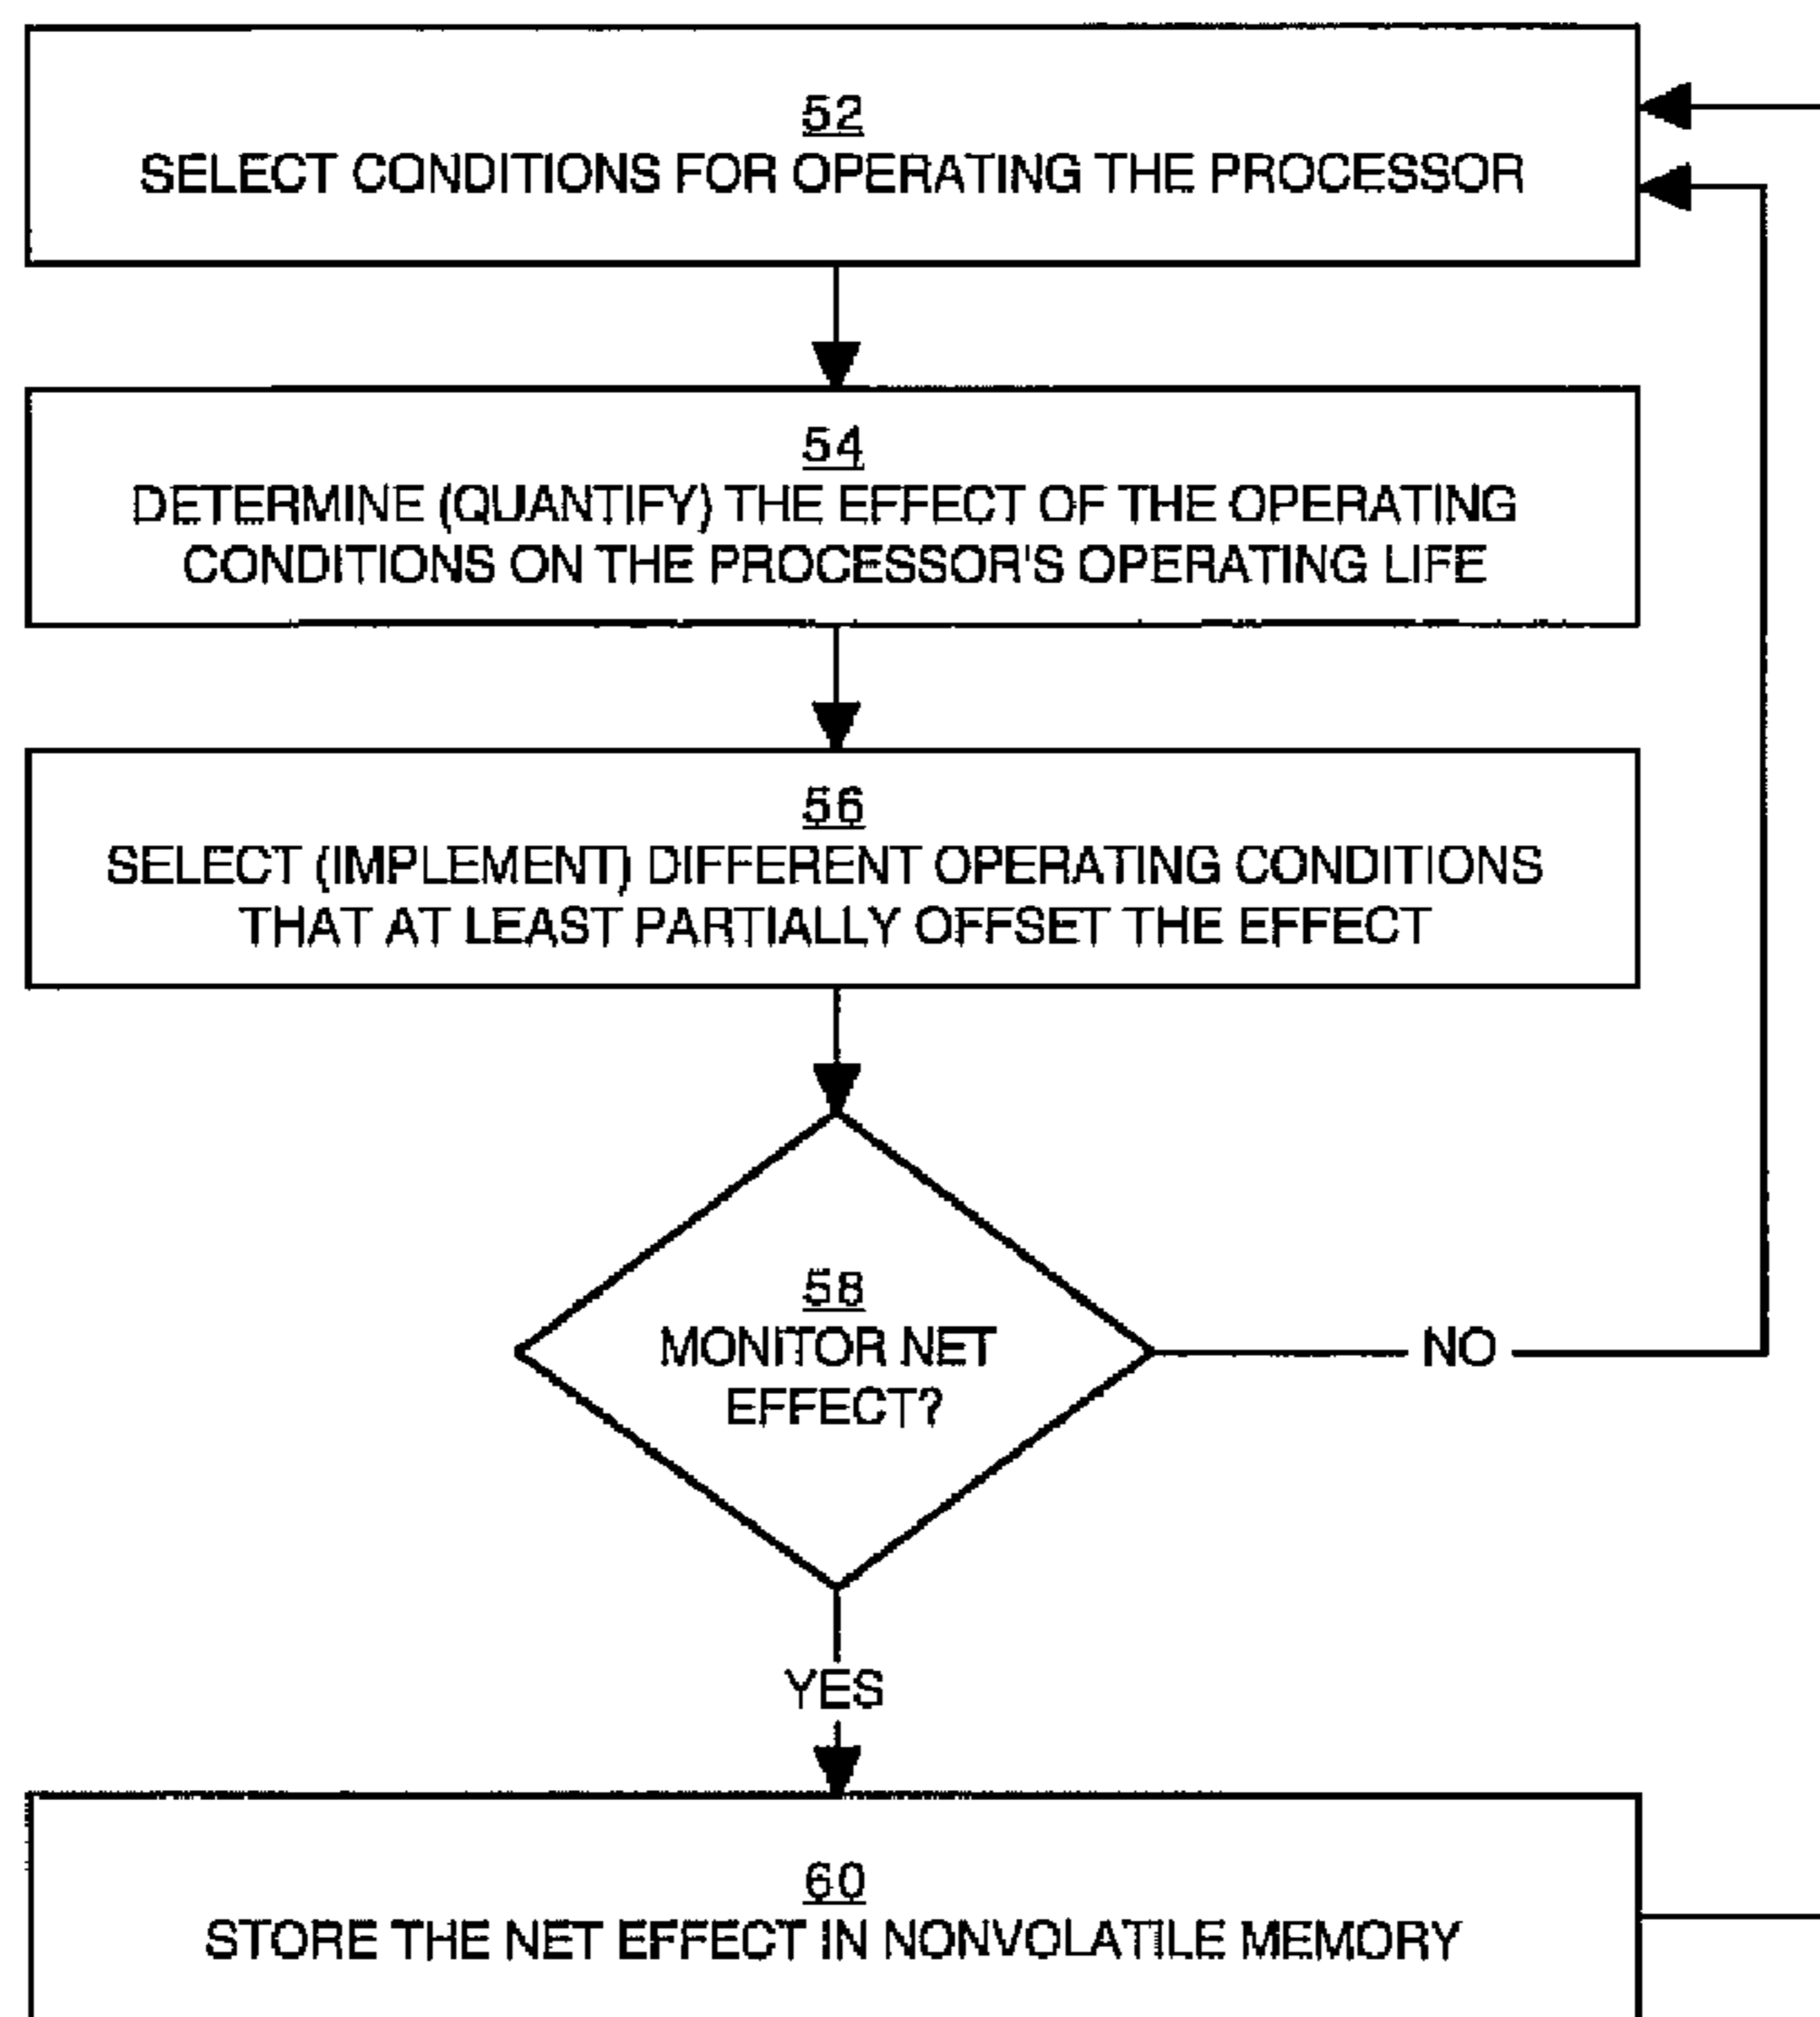 52
SELECT CONDITIONS FOR OPERATING THE PROCESSOR
54
DETERMINE (QUANTIFY) THE EFFECT OF THE OPERATING
CONDITIONS ON THE PROCESSOR'S OPERATING LIFE
56
SELECT (IMPLEMENT) DIFFERENT OPERATING CONDITIONS
THAT AT LEAST PARTIALLY OFFSET THE EFFECT
58
MONITOR NET
EFFECT?
NO
YES
60
STORE THE NET EFFECT IN NONVOLATILE MEMORY